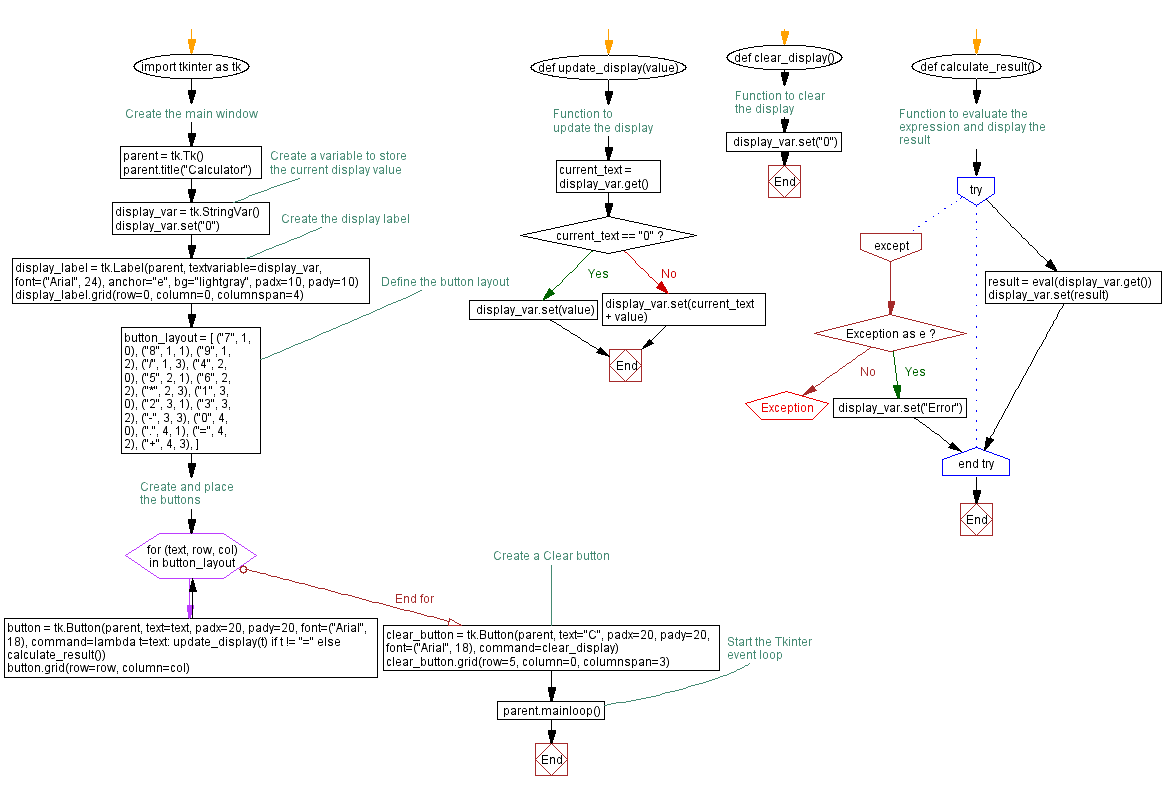 import tkinter as tk
Create the main window
parent = tk.Tk()
parent.title("Calculator")
Create a variable to store
the current display value
display_var = tk.StringVar()
display_var.set("0")
Create the display label
display_label = tk.Label(parent, textvariable=display_var,
font=("Arial", 24), anchor="e", bg="lightgray", padx=10, pady=10)
display_label.grid(row=0, column=0, columnspan=4)
Define the button layout
button_layout = [ ("7", 1,
0), ("8", 1, 1), ("9", 1,
2), ("/", 1, 3), ("4", 2,
0), ("5", 2, 1), ("6", 2,
2), ("*", 2, 3), ("1", 3,
0), ("2", 3, 1), ("3", 3,
2), ("-", 3, 3), ("0", 4,
0), (".", 4, 1), ("=", 4,
2), ("+", 4, 3), ]
Create and place
the buttons
for (text, row, col)
in button_layout
End for
button = tk.Button(parent, text=text, padx=20, pady=20, font=("Arial",
18), command=lambda t=text: update_display(t) if t != "=" else
calculate_result())
button.grid(row=row, column=col)
Create a Clear button
clear_button = tk.Button(parent, text="C", padx=20, pady=20,
font=("Arial", 18), command=clear_display)
clear_button.grid(row=5, column=0, columnspan=3)
Start the Tkinter
event loop
parent.mainloop()
End
def update_display(value)
Function to
update the display
current_text =
display_var.get()
current_text == "0" ?
Yes
No
display_var.set(value)
display_var.set(current_text
+ value)
End
def clear_display()
Function to clear
the display
display_var.set("0")
End
def calculate_result()
Function to evaluate the
expression and display the
result
try
except
result = eval(display_var.get())
display_var.set(result)
Exception as e ?
No
Yes
Exception
display_var.set("Error")
end try
End